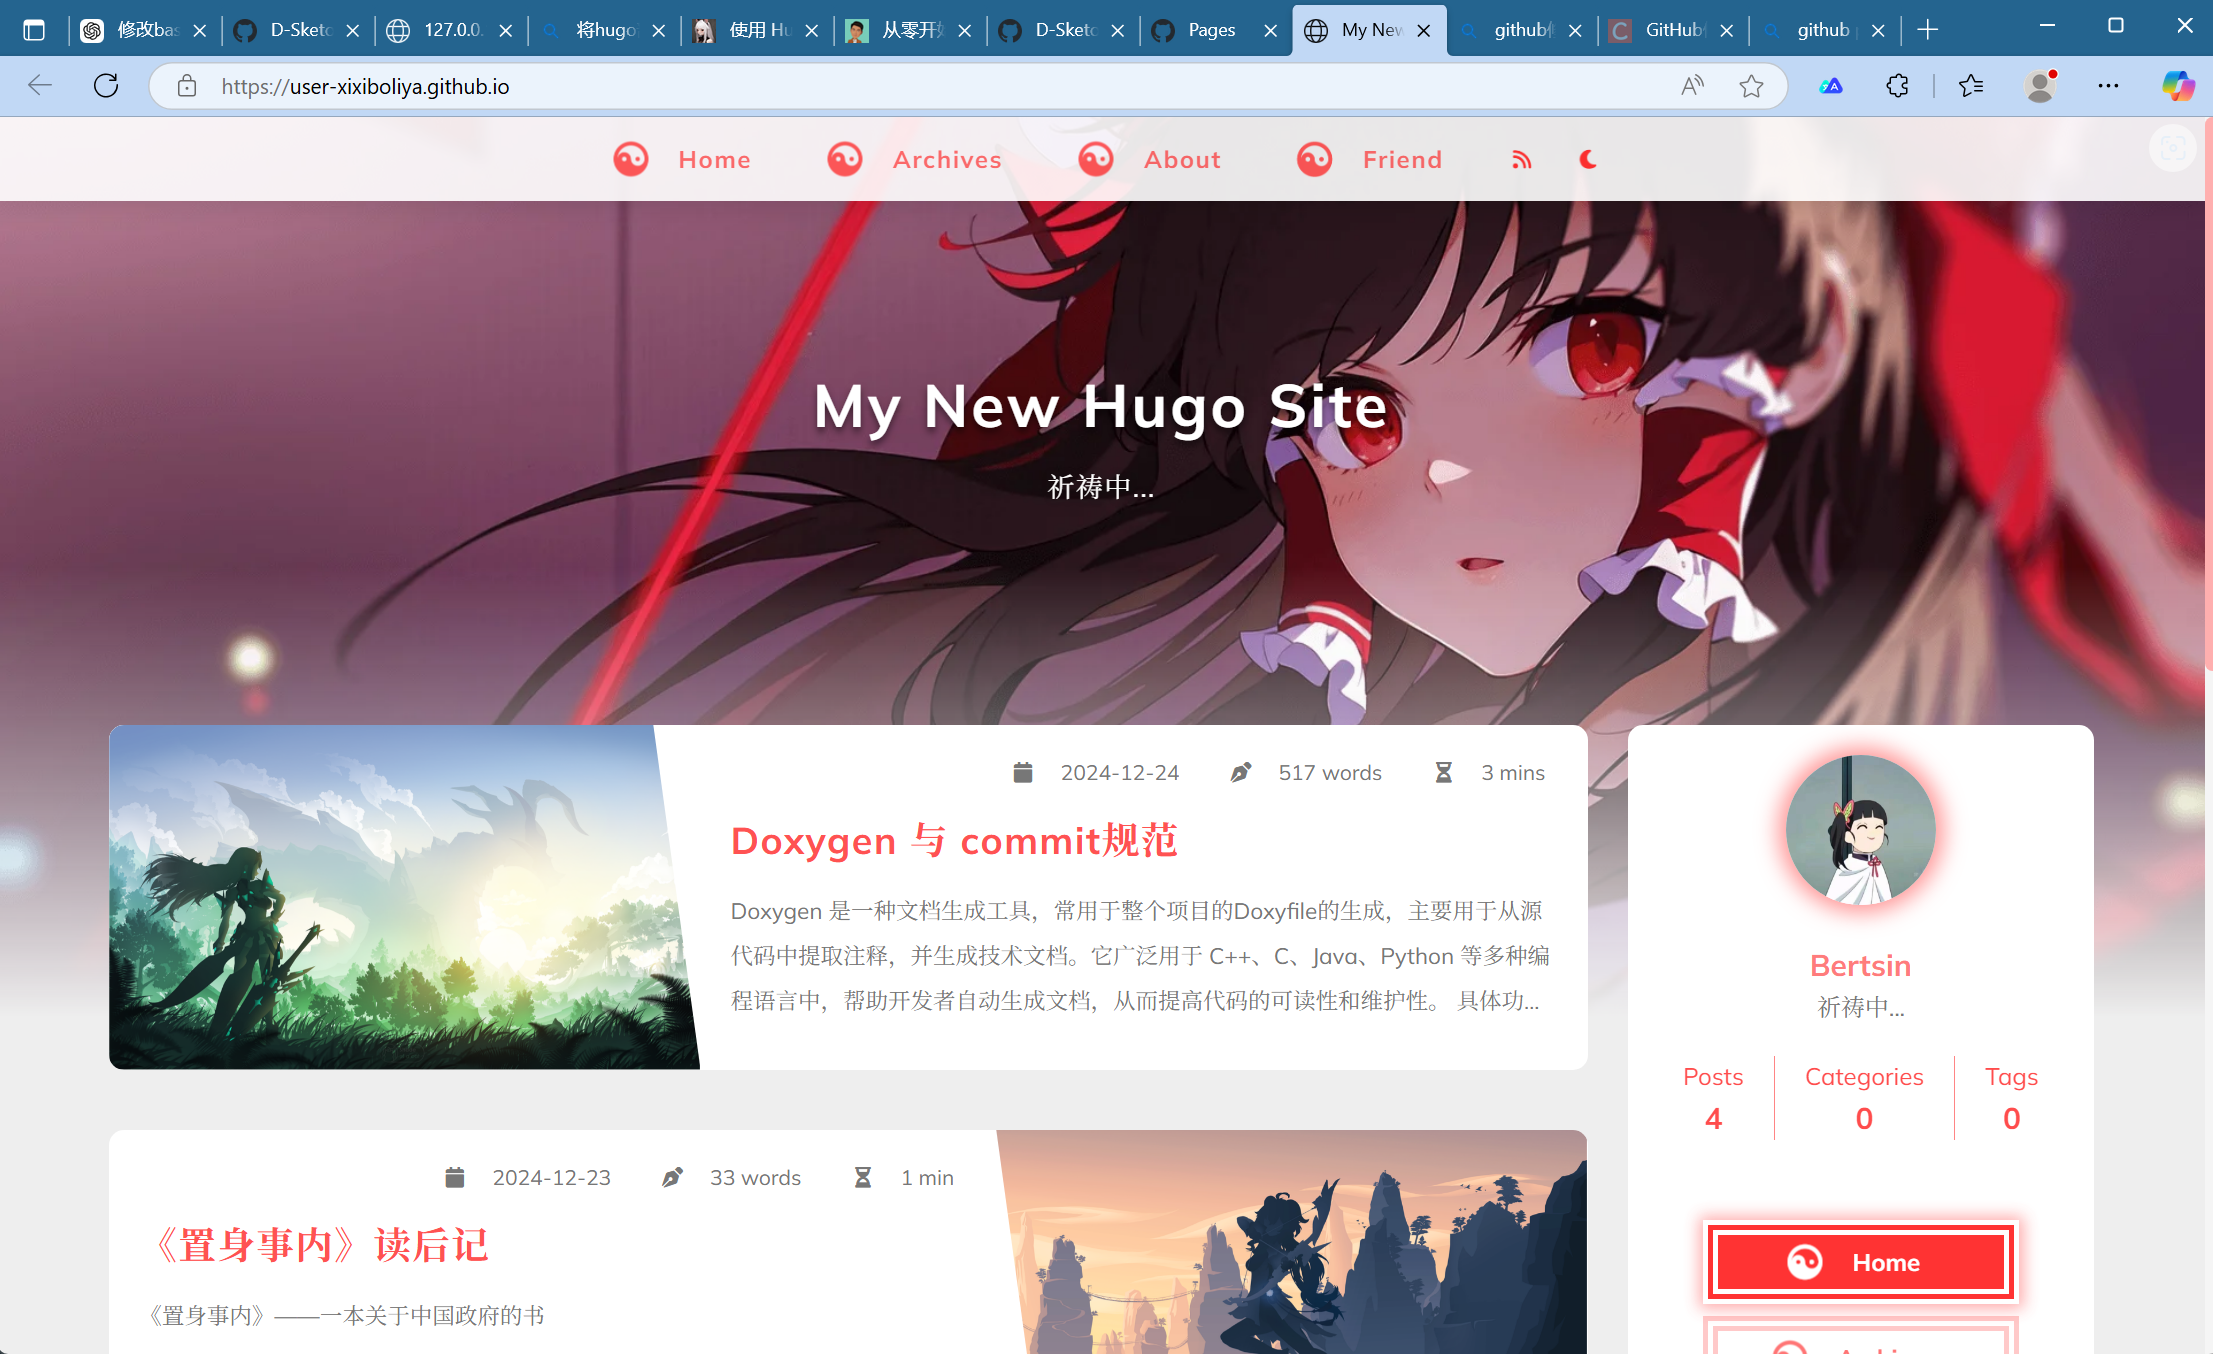 修改bas
D-Sketc
127.0.0.
将hugo
使用 Hu
从零开始
D-Sketc
Pages
My New
github
GitHub
github
https://user-xixiboliya.github.io
Home
Archives
About
Friend
My New Hugo Site
祈祷中...
2024-12-24
517 words
3 mins
Doxygen 与 commit规范
Doxygen 是一种文档生成工具，常用于整个项目的Doxyfile的生成，主要用于从源
代码中提取注释，并生成技术文档。它广泛用于 C++、C、Java、Python 等多种编
程语言中，帮助开发者自动生成文档，从而提高代码的可读性和维护性。 具体功...
2024-12-23
33 words
1 min
《置身事内》读后记
《置身事内》——一本关于中国政府的书
Bertsin
祈祷中...
Posts
4
Categories
0
Tags
0
Home